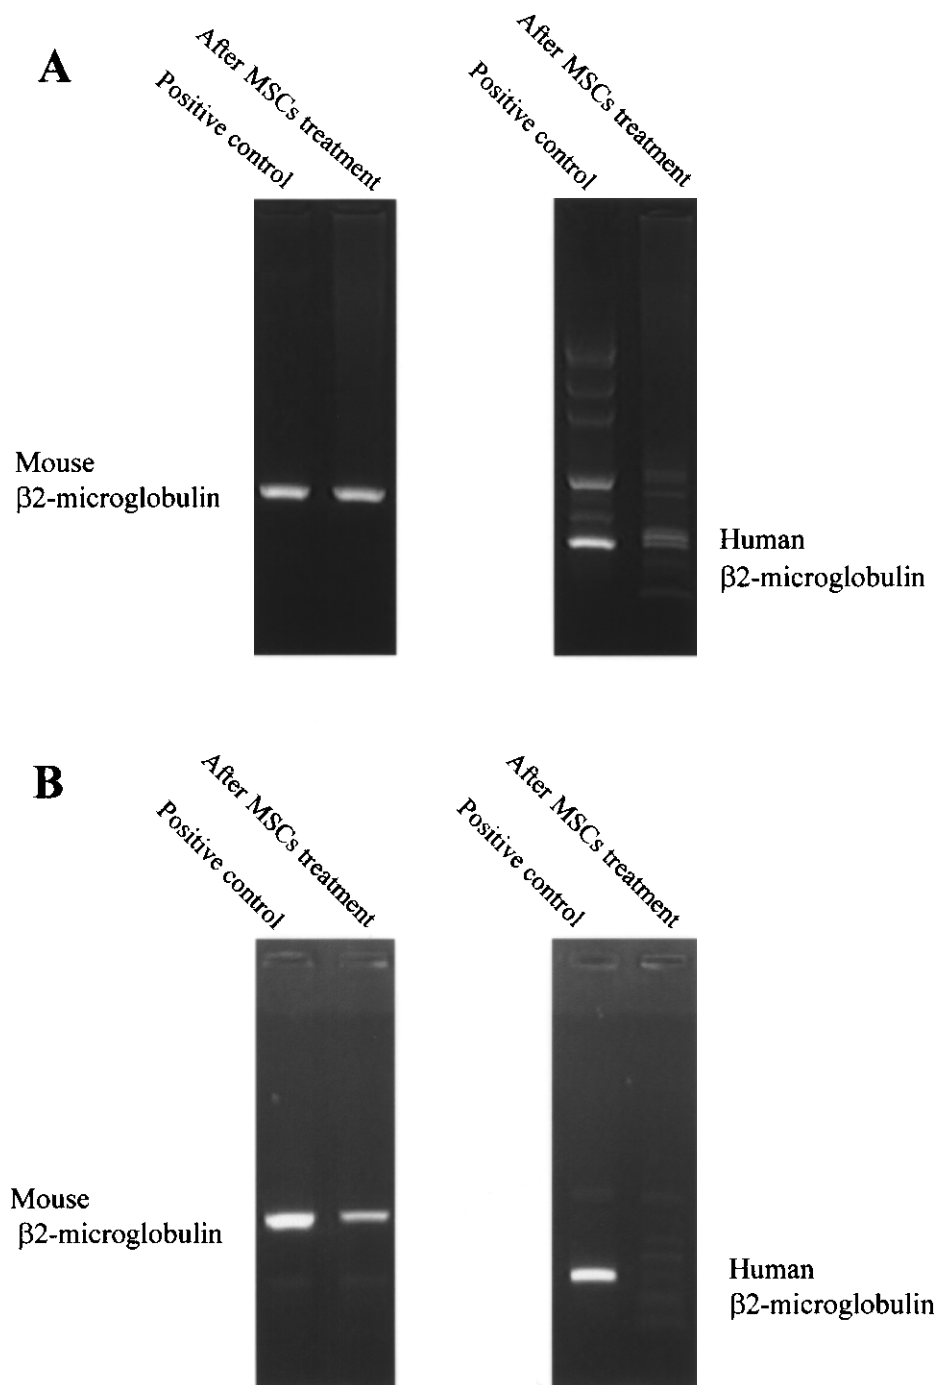 A
After MSCs treatment
Positive control
After MSCs treatment
Positive control
Mouse
β2-microglobulin
Human
β2-microglobulin
B
After MSCs treatment
Positive control
After MSCs treatment
Positive control
Mouse
β2-microglobulin
Human
β2-microglobulin